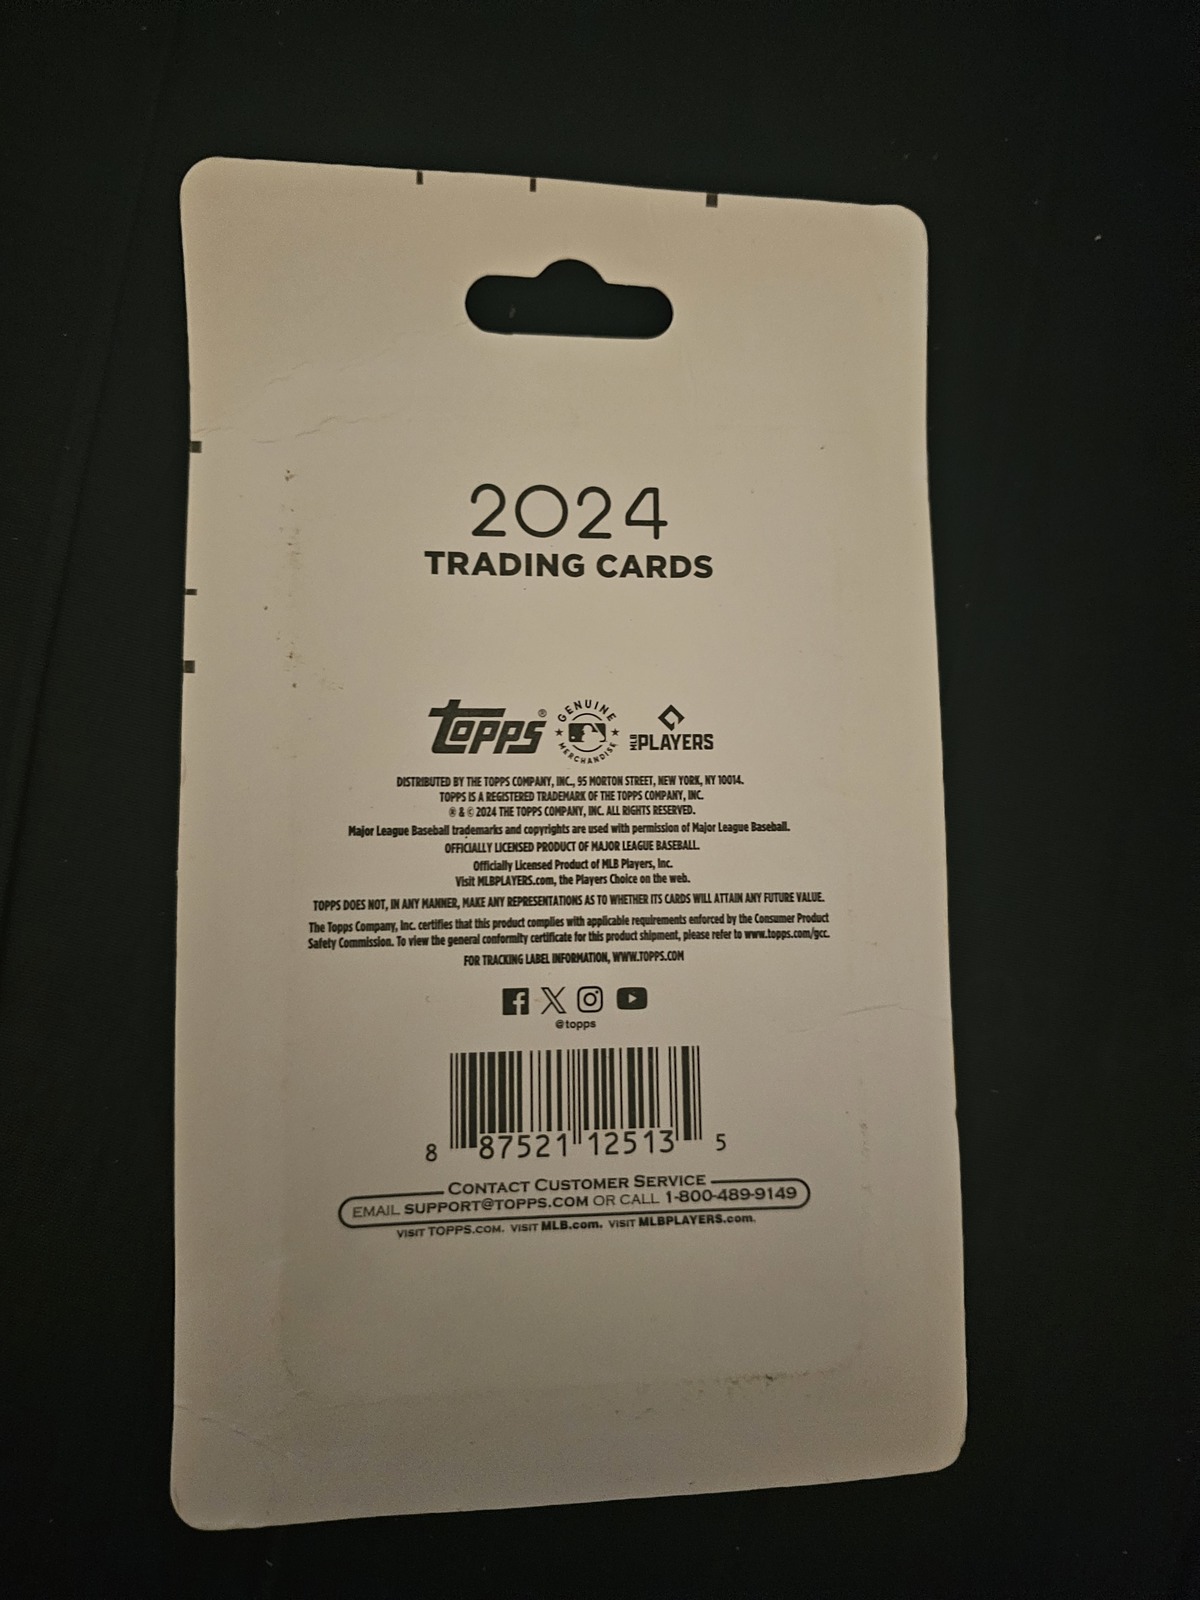 2024
TRADING CARDS
Topps® GENUINE MERCHANDISE MLB PLAYERS
DISTRIBUTED BY THE TOPPS COMPANY, INC., 95 MORTON STREET, NEW YORK, NY 10014.
TOPPS IS A REGISTERED TRADEMARK OF THE TOPPS COMPANY, INC.
® & © 2024 THE TOPPS COMPANY, INC. ALL RIGHTS RESERVED.
Major League Baseball trademarks and copyrights are used with permission of Major League Baseball.
OFFICIALLY LICENSED PRODUCT OF MAJOR LEAGUE BASEBALL.
Officially Licensed Product of MLB Players, Inc.
Visit MLBPLAYERS.com, the Players Choice on the web.
TOPPS DOES NOT, IN ANY MANNER, MAKE ANY REPRESENTATIONS AS TO WHETHER ITS CARDS WILL ATTAIN ANY FUTURE VALUE.
The Topps Company, Inc. certifies that this product complies with applicable requirements enforced by the Consumer Product
Safety Commission. To view the general conformity certificate for this product shipment, please refer to www.topps.com/gcc.
FOR TRACKING LABEL INFORMATION, WWW.TOPPS.COM
@topps
8 87521 12513 5
CONTACT CUSTOMER SERVICE
EMAIL SUPPORT@TOPPS.COM OR CALL 1-800-489-9149
VISIT TOPPS.COM. VISIT MLB.com. VISIT MLBPLAYERS.com.